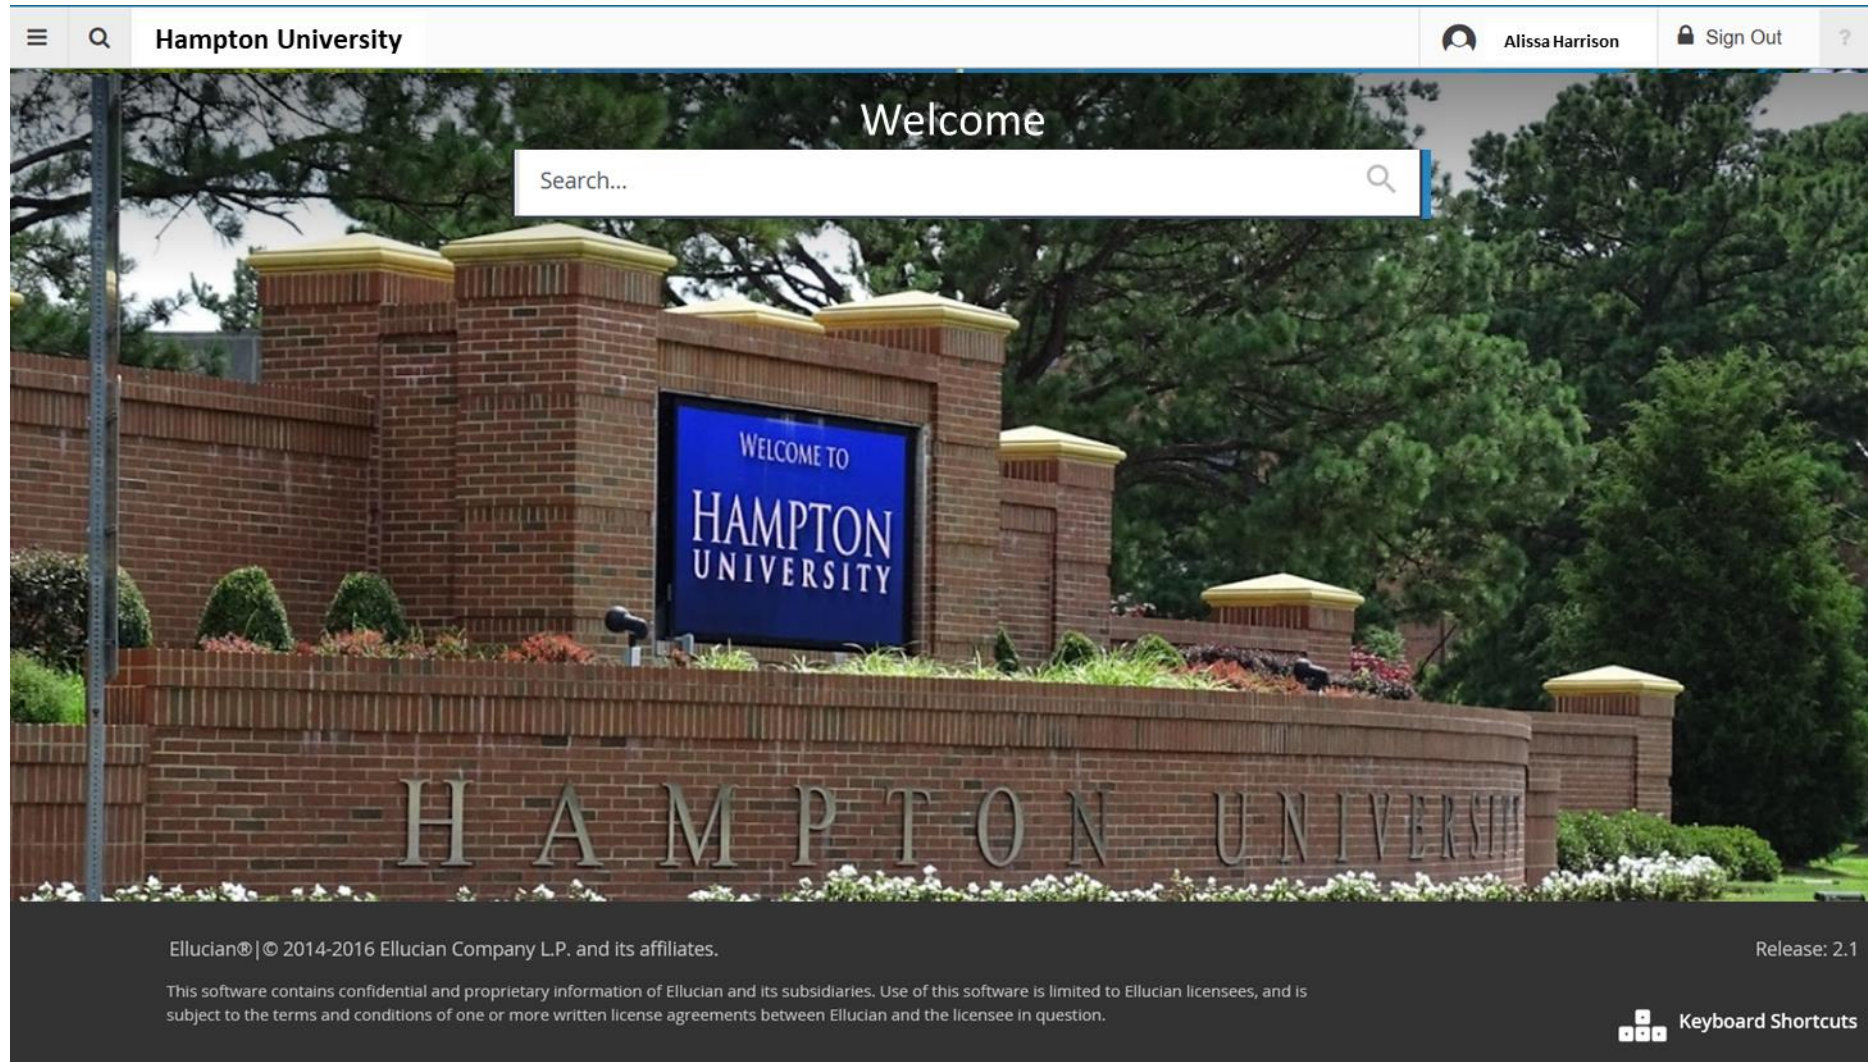 Hampton University
Alissa Harrison
Sign Out
?
Welcome
Search...
WELCOME TO
HAMPTON
UNIVERSITY
HAMPTON UNIVERSITY
Ellucian®|© 2014-2016 Ellucian Company L.P. and its affiliates.
Release: 2.1
This software contains confidential and proprietary information of Ellucian and its subsidiaries. Use of this software is limited to Ellucian licensees, and is
subject to the terms and conditions of one or more written license agreements between Ellucian and the licensee in question.
Keyboard Shortcuts